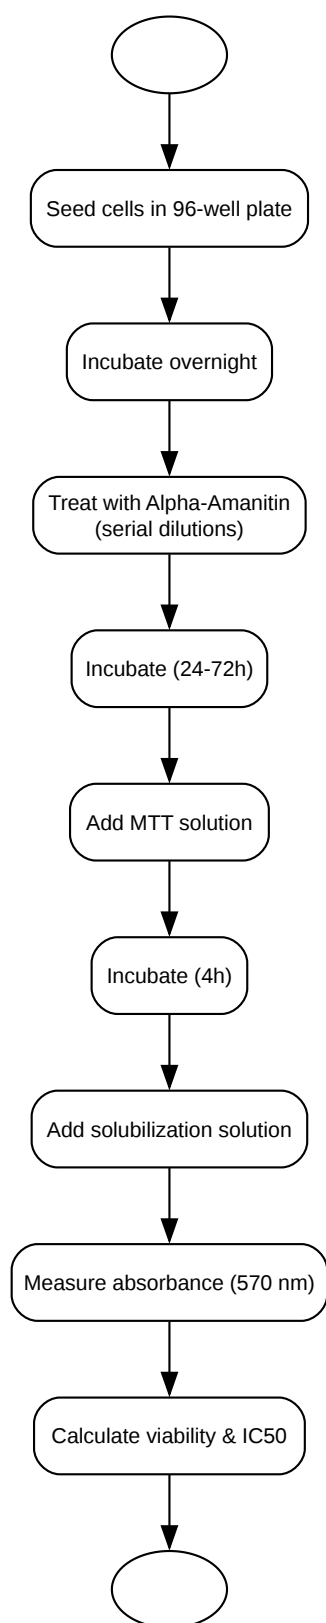 Seed cells in 96-well plate
Incubate overnight
Treat with Alpha-Amanitin
(serial dilutions)
Incubate (24-72h)
Add MTT solution
Incubate (4h)
Add solubilization solution
Measure absorbance (570 nm)
Calculate viability & IC50